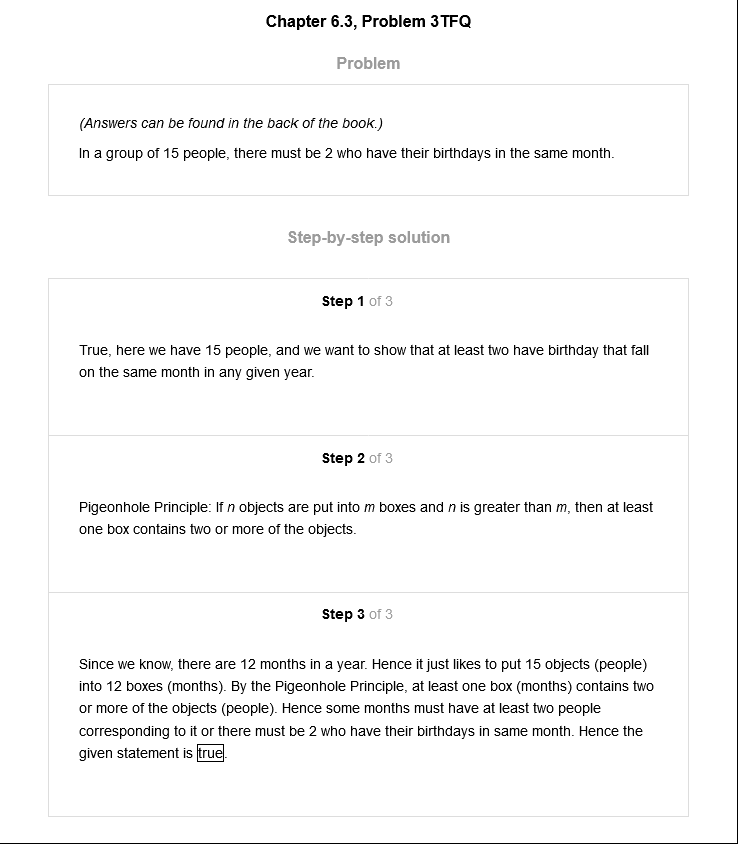 Chapter 6.3, Problem 3TFQ
Problem
(Answers can be found in the back of the book.)
In a group of 15 people, there must be 2 who have their birthdays in the same month.
Step-by-step solution
Step 1 of 3
True, here we have 15 people, and we want to show that at least two have birthday that fall
on the same month in any given year.
Step 2 of 3
Pigeonhole Principle: If n objects are put into m boxes and n is greater than m, then at least
one box contains two or more of the objects.
Step 3 of 3
Since we know, there are 12 months in a year. Hence it just likes to put 15 objects (people)
into 12 boxes (months). By the Pigeonhole Principle, at least one box (months) contains two
or more of the objects (people). Hence some months must have at least two people
corresponding to it or there must be 2 who have their birthdays in same month. Hence the
given statement is true.